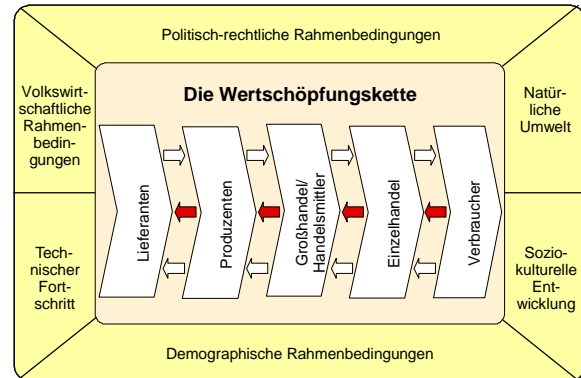 Politisch-rechtliche Rahmenbedingungen
Volkswirt-
schaftliche
Rahmen-
bedin-
gungen
Die Wertschöpfungskette
Natür-
liche
Umwelt
Lieferanten
Produzenten
Großhandel/
Handelsmittler
Einzelhandel
Verbraucher
Tech-
nischer
Fort-
schritt
Sozio-
kulturelle
Ent-
wicklung
Demographische Rahmenbedingungen